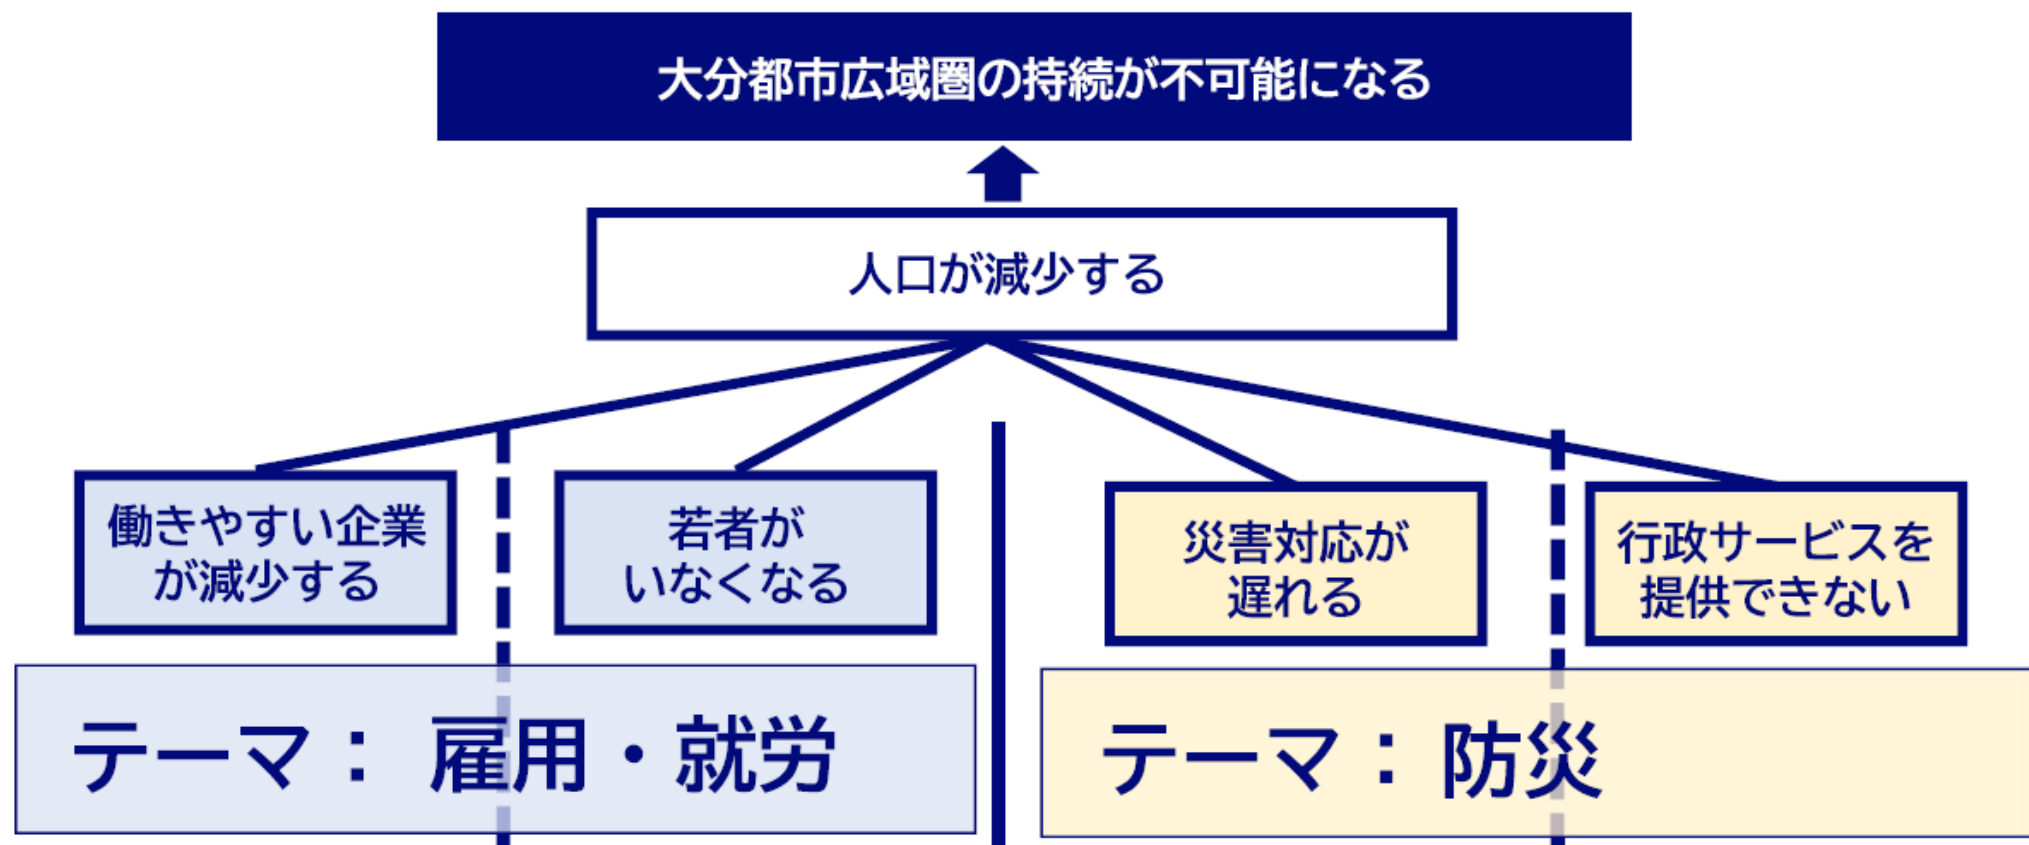 大分都市広域圏の持続が不可能になる
人口が減少する
働きやすい企業
が減少する
若者が
いなくなる
災害対応が
遅れる
行政サービスを
提供できない
テーマ：雇用・就労
テーマ：防災